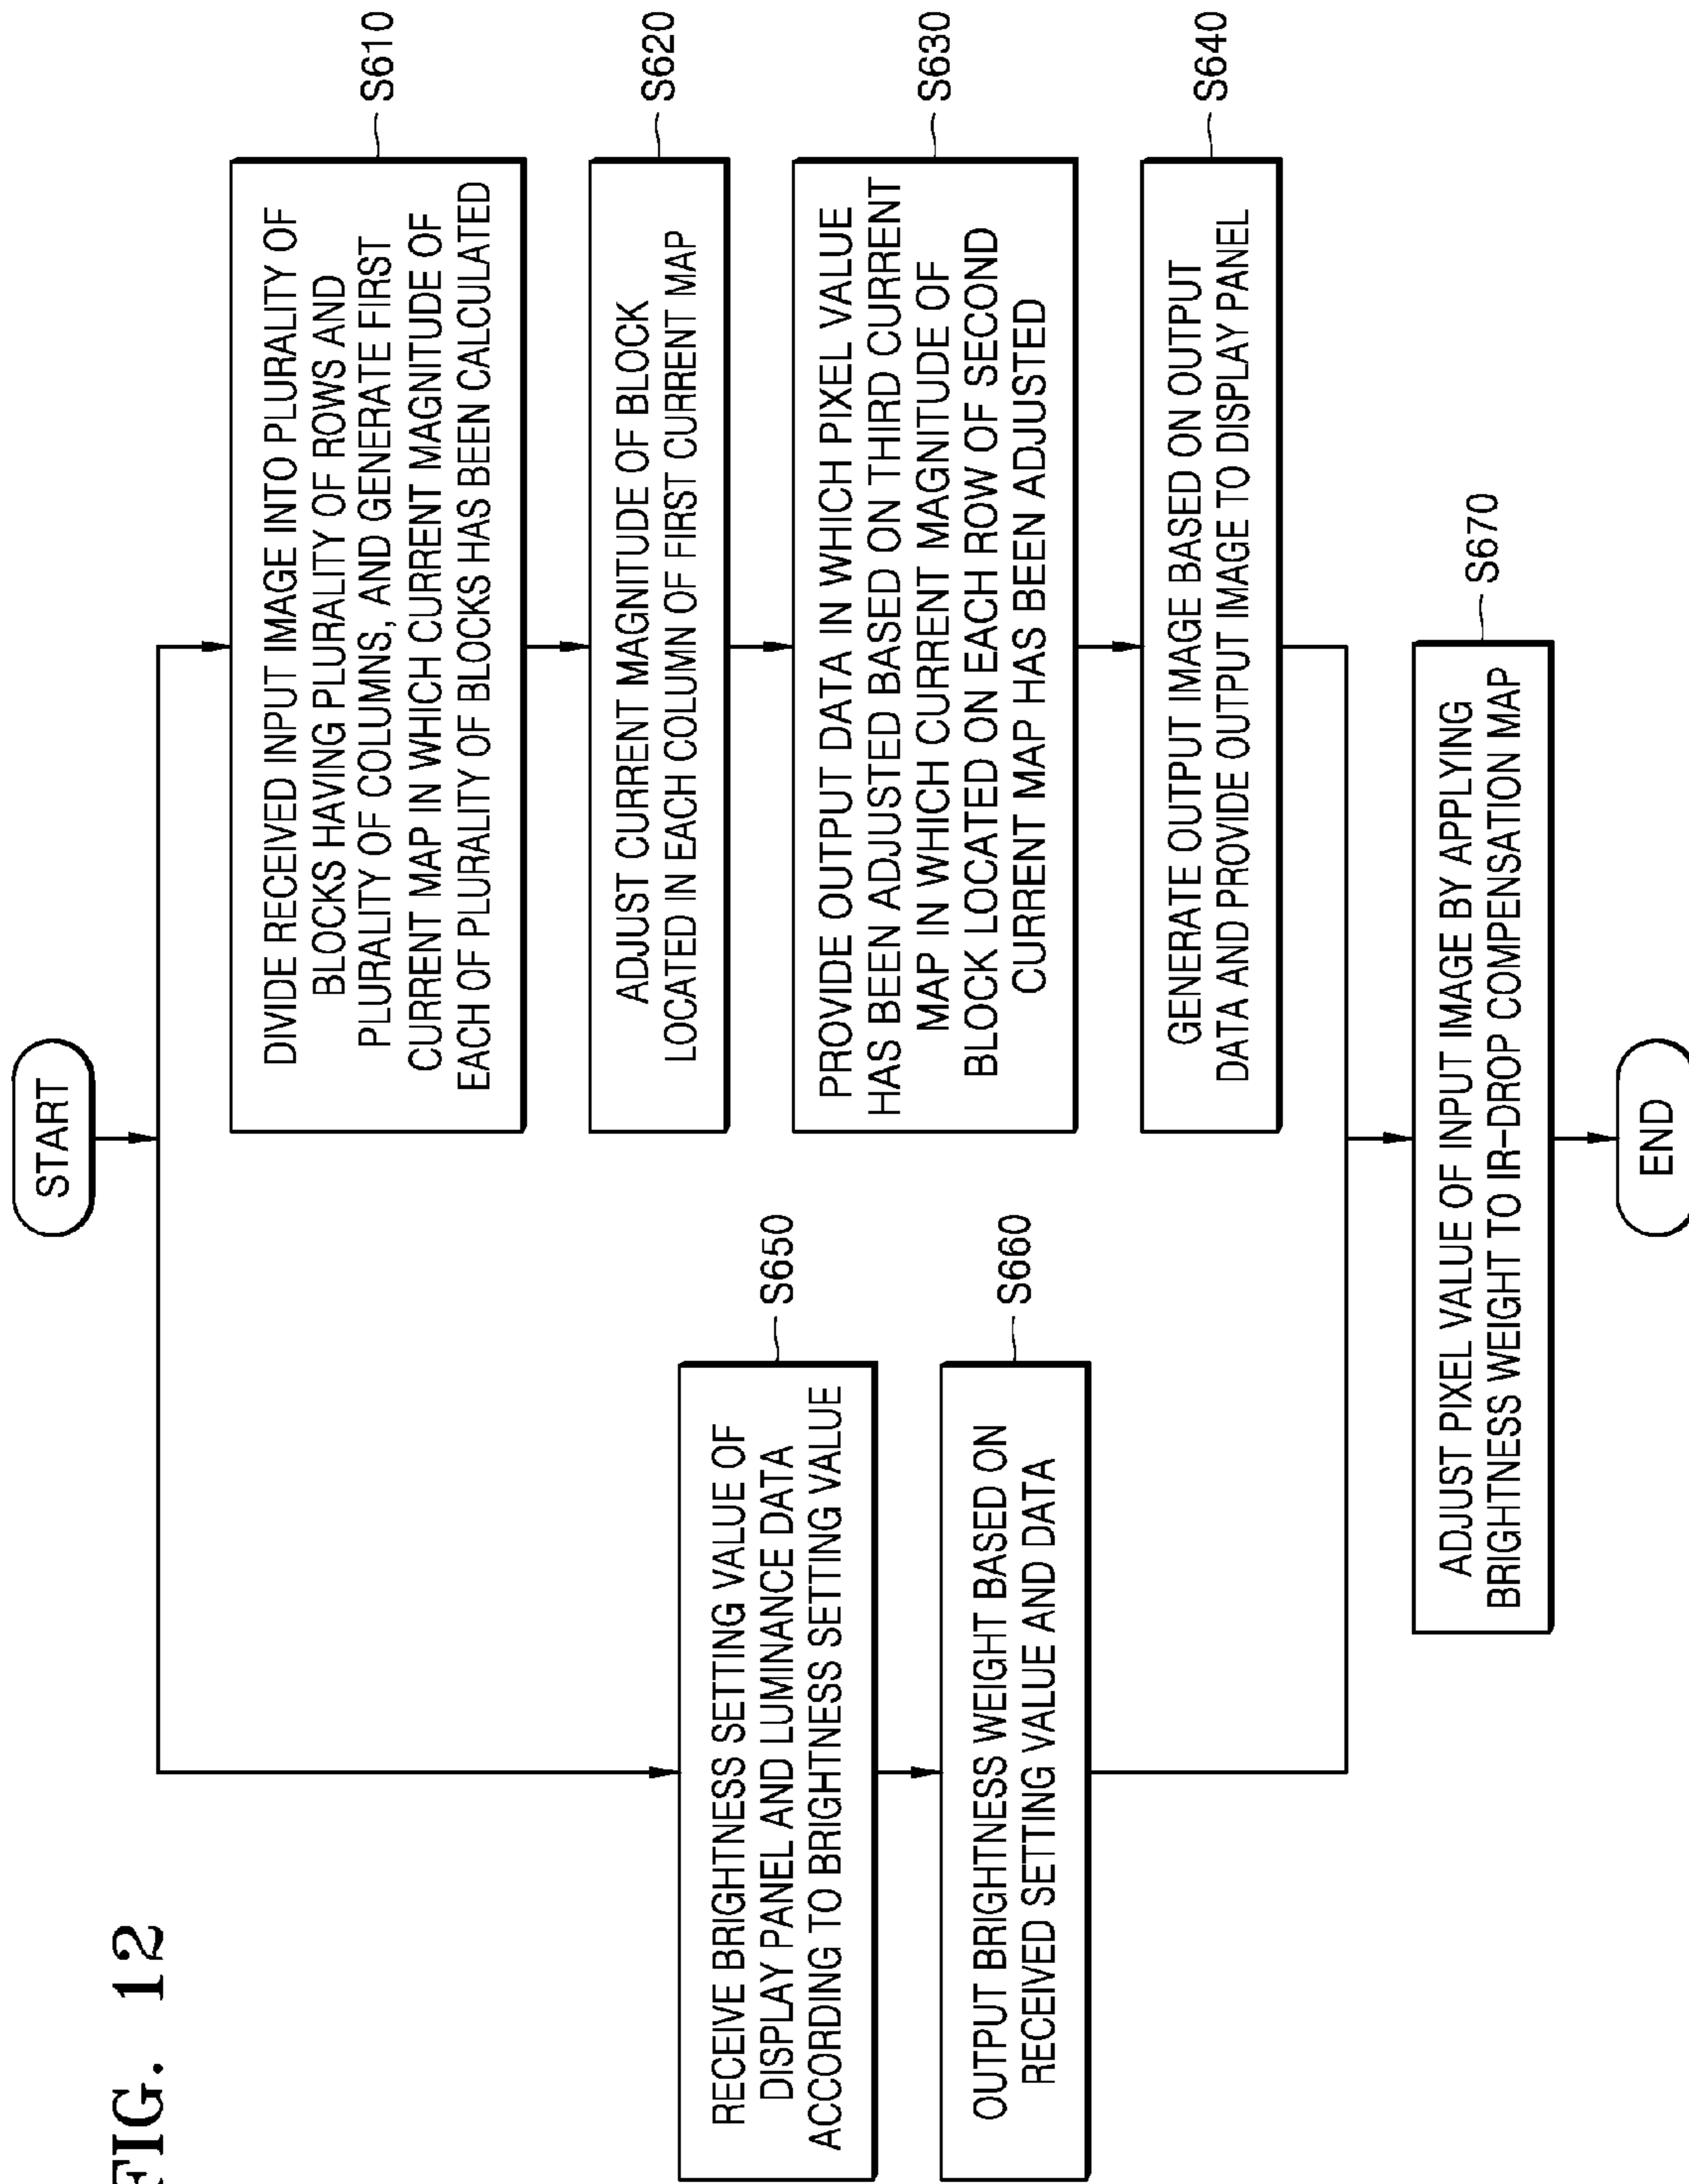 FIG. 12
START
DIVIDE RECEIVED INPUT IMAGE INTO PLURALITY OF
BLOCKS HAVING PLURALITY OF ROWS AND
PLURALITY OF COLUMNS, AND GENERATE FIRST
CURRENT MAP IN WHICH CURRENT MAGNITUDE OF
EACH OF PLURALITY OF BLOCKS HAS BEEN CALCULATED
S610
ADJUST CURRENT MAGNITUDE OF BLOCK
LOCATED IN EACH COLUMN OF FIRST CURRENT MAP
S620
PROVIDE OUTPUT DATA IN WHICH PIXEL VALUE
HAS BEEN ADJUSTED BASED ON THIRD CURRENT
MAP IN WHICH CURRENT MAGNITUDE OF
BLOCK LOCATED ON EACH ROW OF SECOND
CURRENT MAP HAS BEEN ADJUSTED
S630
GENERATE OUTPUT IMAGE BASED ON OUTPUT
DATA AND PROVIDE OUTPUT IMAGE TO DISPLAY PANEL
S640
RECEIVE BRIGHTNESS SETTING VALUE OF
DISPLAY PANEL AND LUMINANCE DATA
ACCORDING TO BRIGHTNESS SETTING VALUE
S650
OUTPUT BRIGHTNESS WEIGHT BASED ON
RECEIVED SETTING VALUE AND DATA
S660
ADJUST PIXEL VALUE OF INPUT IMAGE BY APPLYING
BRIGHTNESS WEIGHT TO IR-DROP COMPENSATION MAP
S670
END